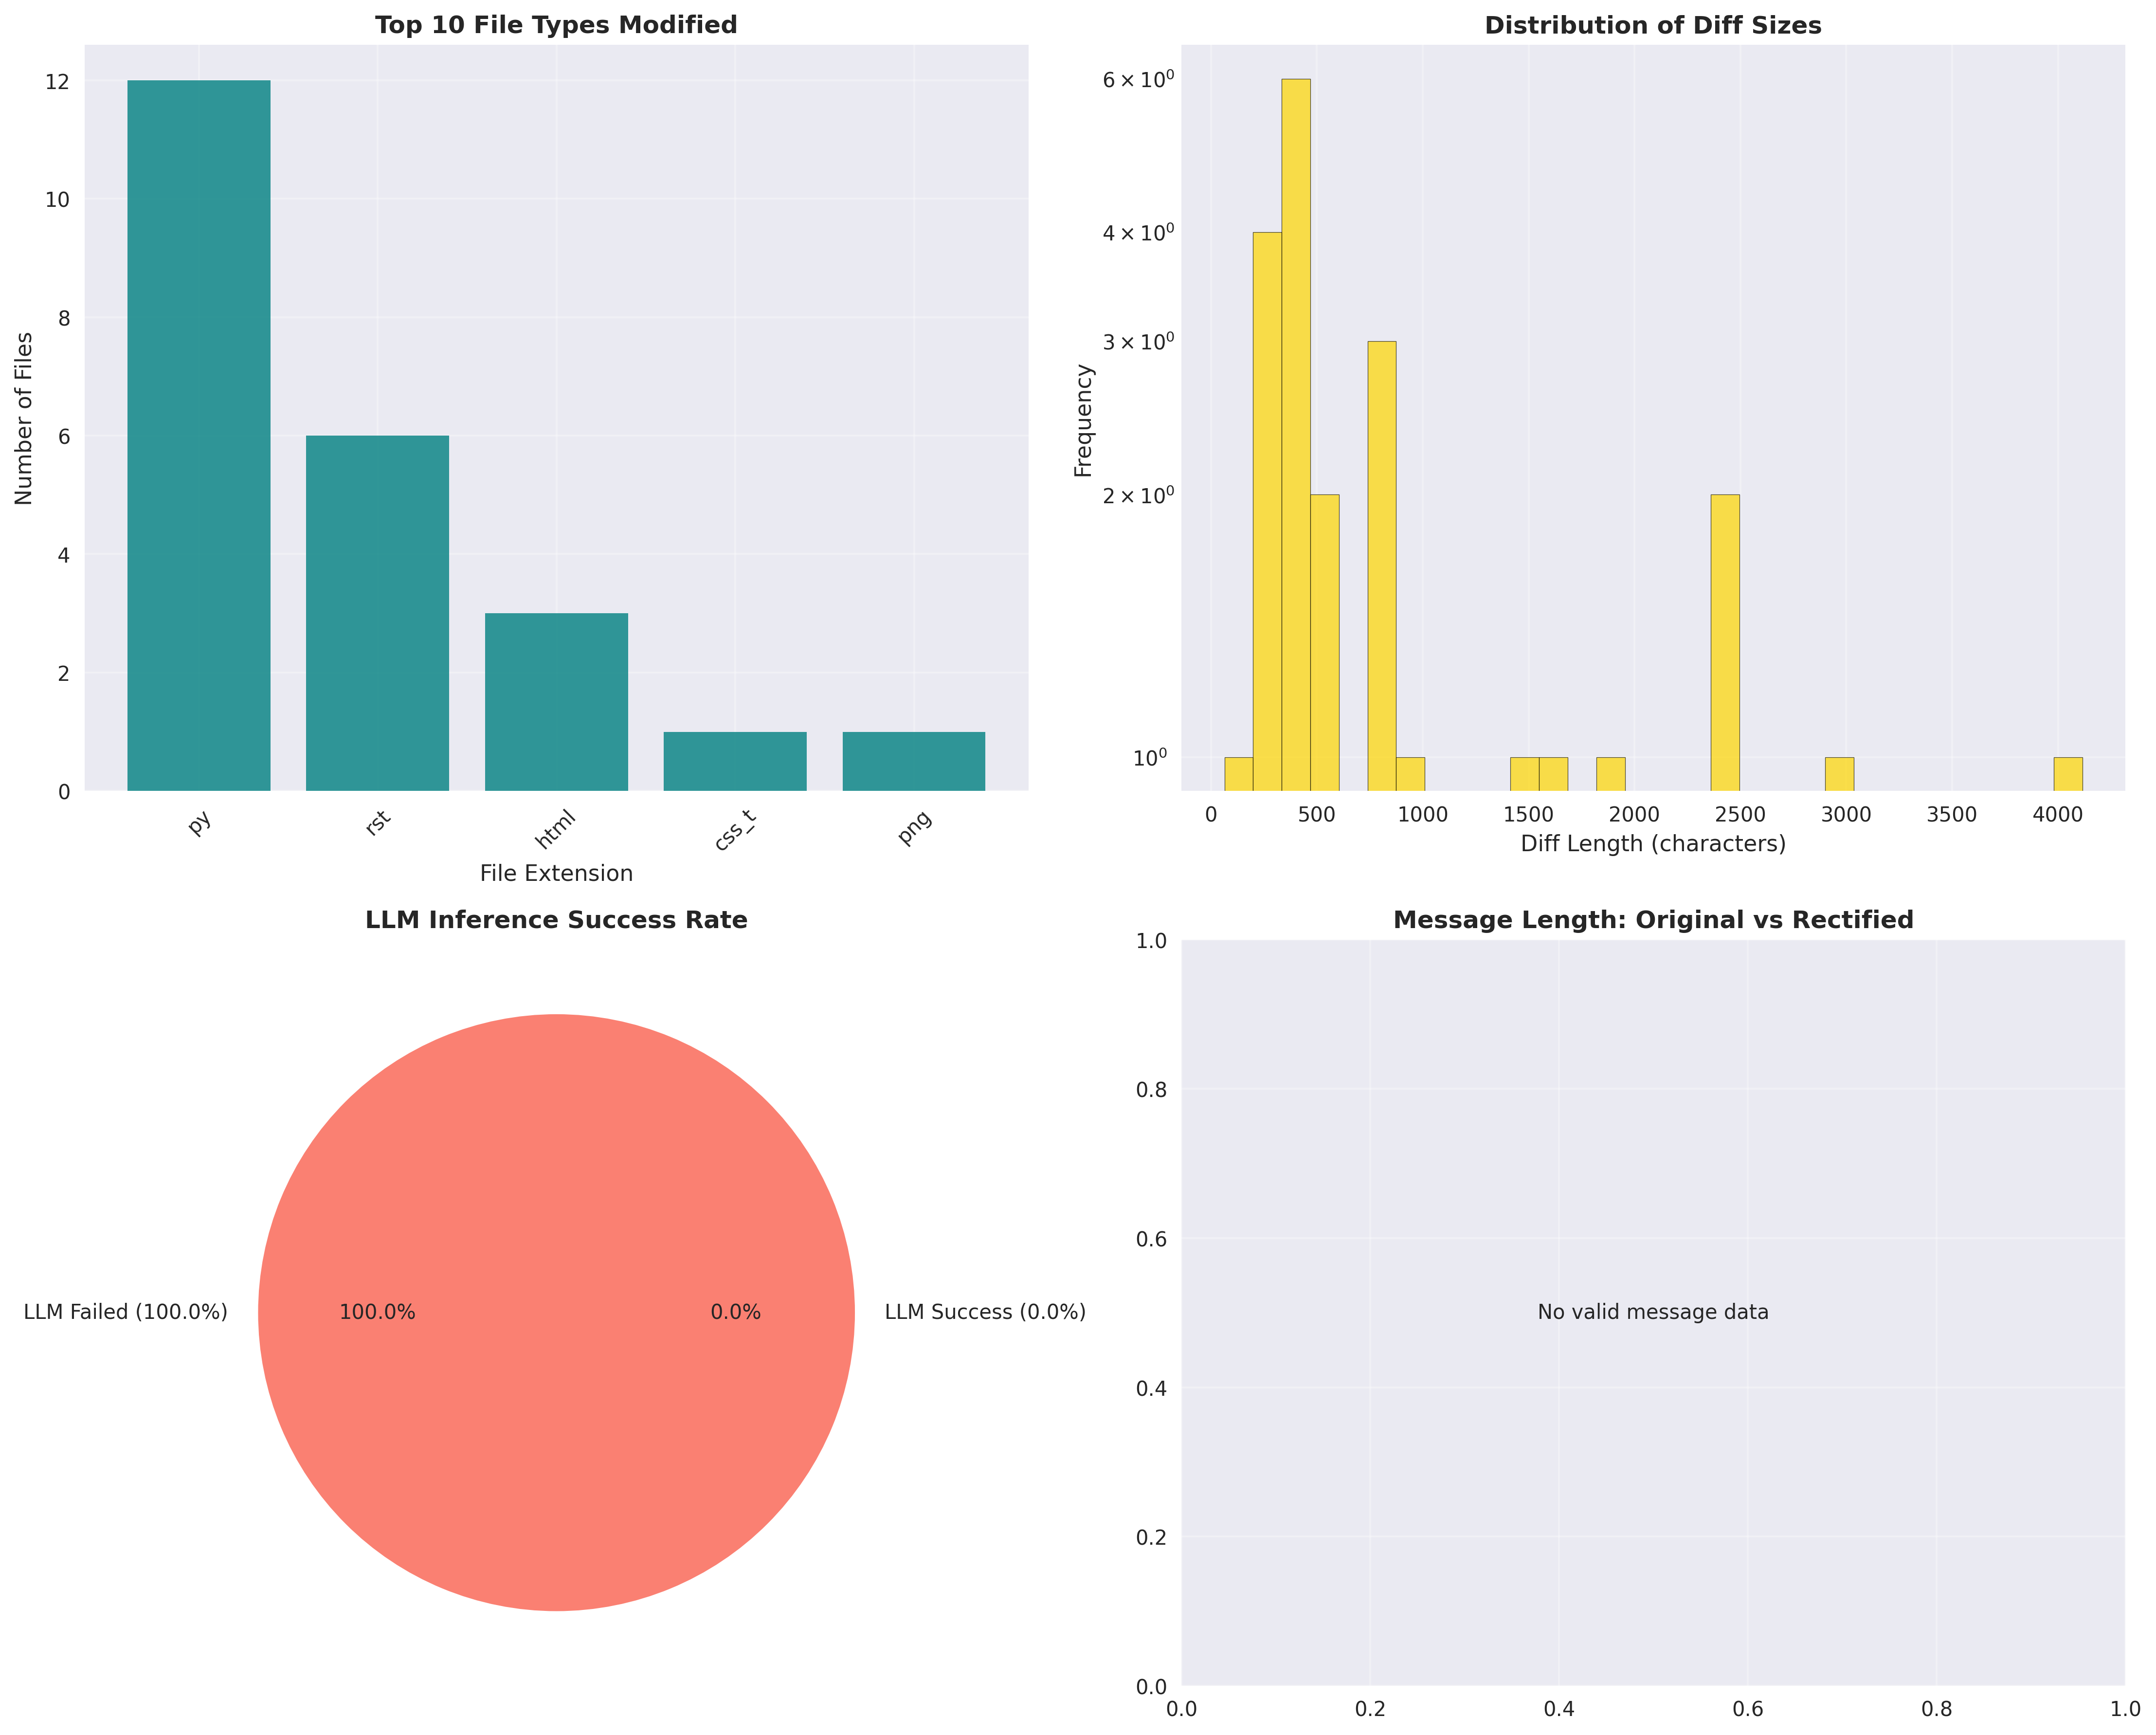 Top 10 File Types Modified
12
10
8
6
4
2
0
Number of Files
py
rst
html
css_t
png
File Extension
Distribution of Diff Sizes
6 × 10⁰
4 × 10⁰
3 × 10⁰
2 × 10⁰
10⁰
Frequency
0 500 1000 1500 2000 2500 3000 3500 4000
Diff Length (characters)
LLM Inference Success Rate
LLM Failed (100.0%)
100.0%
0.0%
LLM Success (0.0%)
Message Length: Original vs Rectified
1.0
0.8
0.6
0.4
0.2
0.0
No valid message data
0.0 0.2 0.4 0.6 0.8 1.0